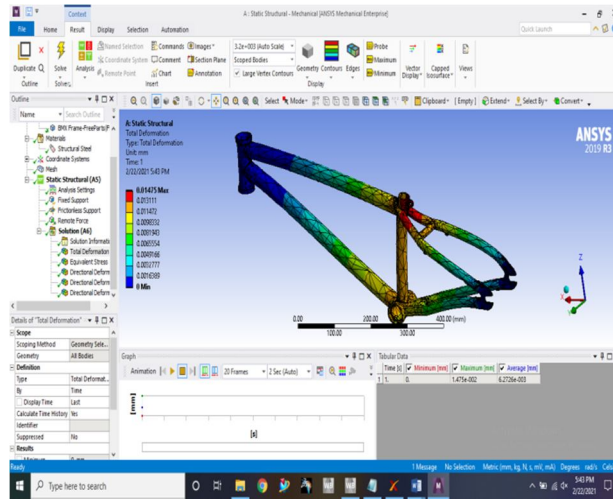 A : Static Structural - Mechanical [ANSYS Mechanical Enterprise]
Context
File Home Result Display Selection Automation
Quick Launch
Duplicate Q
Solve
Analysis
Named Selection
Coordinate System
Remote Point
Commands
Comment
Chart
Images
Section Plane
Annotation
3.2e+003 (Auto Scale)
Scoped Bodies
Large Vertex Contours
Geometry Contours Edges
Probe
Maximum
Minimum
Vector Display
Capped Isosurface
Views
Outline Solver Insert Display
Outline
Name Search Outline
Select Mode Clipboard [Empty] Extend Select By Convert
BMX Frame-FreeParts|P
Materials
Structural Steel
Coordinate Systems
Mesh
Static Structural (A5)
Analysis Settings
Fixed Support
Frictionless Support
Remote Force
Solution (A6)
Solution Informati
Total Deformation
Equivalent Stress
Directional Deform
Directional Deform
Directional Deform
A: Static Structural
Total Deformation
Type: Total Deformation
Unit: mm
Time: 1
2/22/2021 5:43 PM
0.01475 Max
0.013111
0.011472
0.0098332
0.0081943
0.0065554
0.0049166
0.0032777
0.0016389
0 Min
ANSYS
2019 R3
Z
X
Y
0.00 200.00 400.00 (mm)
100.00 300.00
Details of "Total Deformation"
Scope
Scoping Method Geometry Sele...
Geometry All Bodies
Definition
Type Total Deformat...
By Time
Display Time Last
Calculate Time History Yes
Identifier
Suppressed No
Results
Minimum 0. mm
Graph
Animation 20 Frames 2 Sec (Auto)
[mm]
[s]
Tabular Data
Time [s] Minimum [mm] Maximum [mm] Average [mm]
1 1. 0. 1.475e-002 6.2726e-003
Ready
1 Message No Selection Metric (mm, kg, N, s, mV, mA) Degrees rad/s Celsi
Type here to search
5:43 PM
2/22/2021